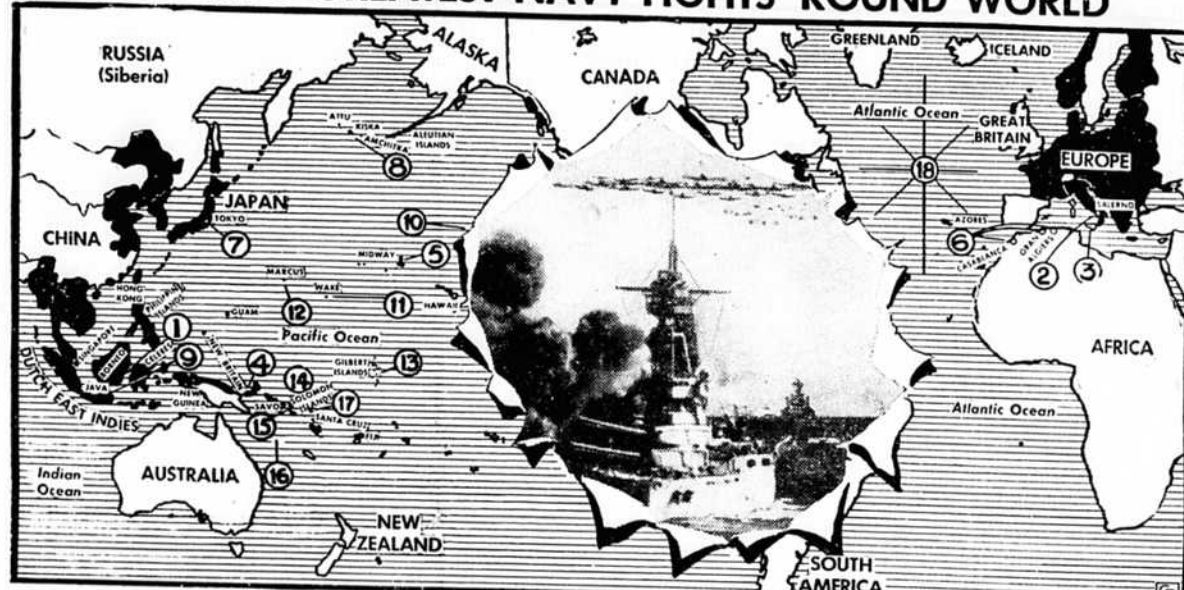 NAVY FIGHTS 'ROUND WORLD
RUSSIA
(Siberia)
ALASKA
CANADA
GREENLAND
ICELAND
Atlantic Ocean
GREAT
BRITAIN
EUROPE
ATTU
KISKA
AMCHITKA
ALEUTIAN
ISLANDS
8
18
JAPAN
TOKYO
7
CHiNA
10
MIDWAY
5
AZORES
6
CASABLANCA
ORAN
ALGIERS
SALERNO
2
3
HONG
KONG
PHILIPPINE
ISLANDS
MARCUS
WAKE
GUAM
12
11
HAWAII
Pacific Ocean
1
SINGAPORE
BORNEO
CELEBES
9
NEW
BRITAIN
4
GILBERT
ISLANDS
13
AFRICA
DUTCH EAST INDIES
JAVA
NEW
GUINEA
14
SOLOMON
ISLANDS
SAVO
17
SANTA CRUZ
FIJI
15
16
Atlantic Ocean
Indian
Ocean
AUSTRALIA
NEW
ZEALAND
SOUTH
AMERICA